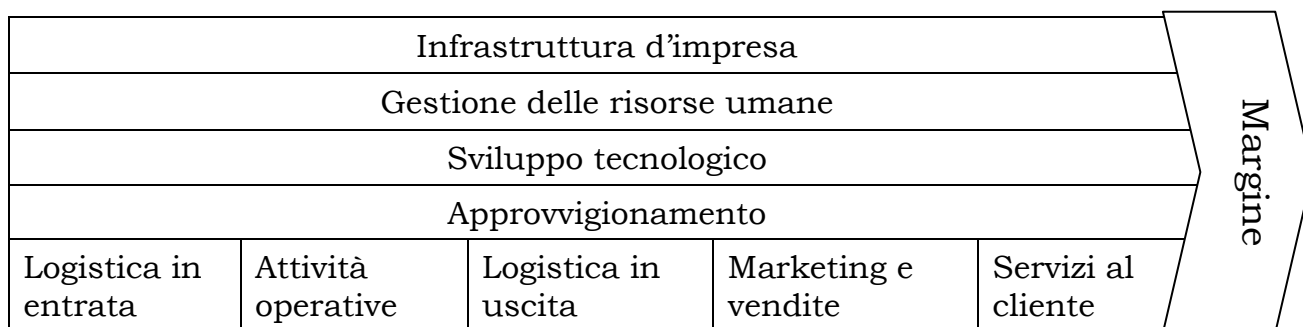 Infrastruttura d’impresa
Gestione delle risorse umane
Sviluppo tecnologico
Approvvigionamento
Logistica in
entrata
Attività
operative
Logistica in
uscita
Marketing e
vendite
Servizi al
cliente
Margine